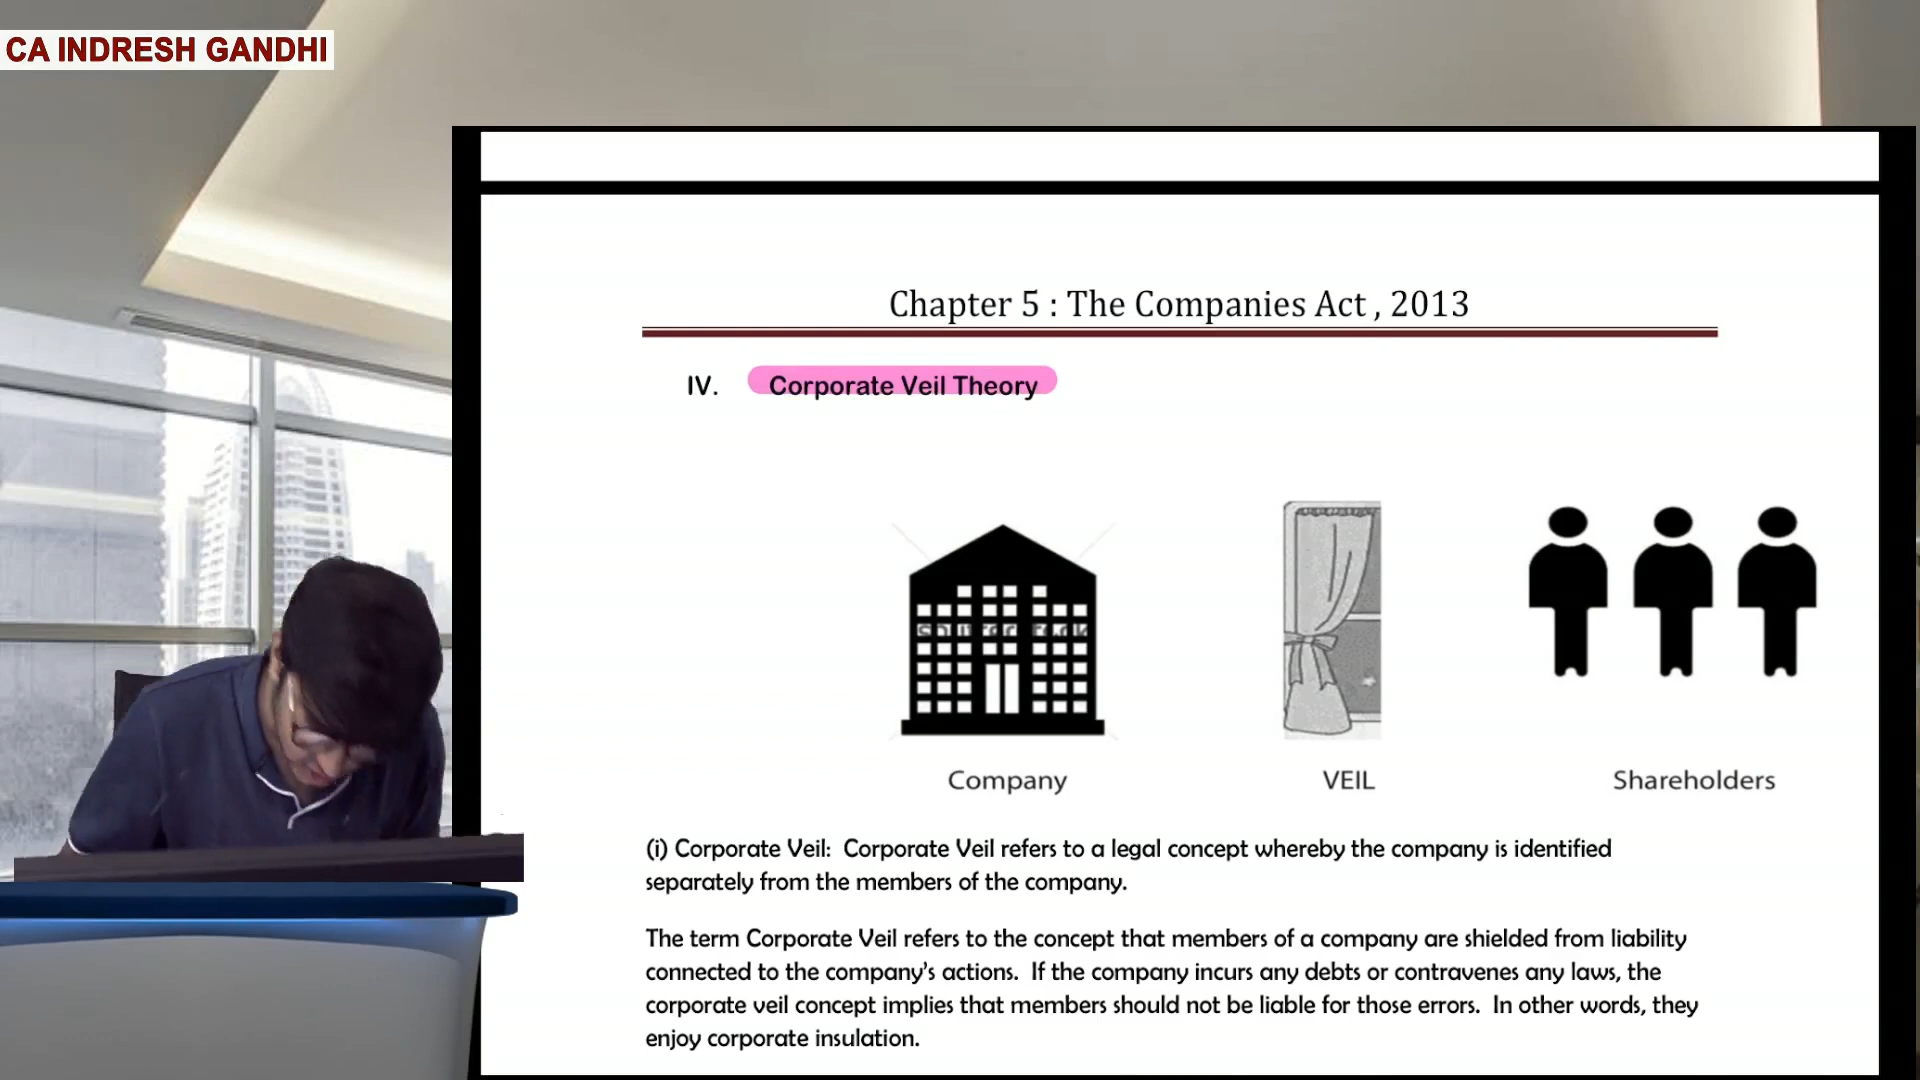 CA INDRESH GANDHI
Chapter 5 : The Companies Act , 2013
IV. Corporate Veil Theory
Company
VEIL
Shareholders
(i) Corporate Veil: Corporate Veil refers to a legal concept whereby the company is identified
separately from the members of the company.
The term Corporate Veil refers to the concept that members of a company are shielded from liability
connected to the company’s actions. If the company incurs any debts or contravenes any laws, the
corporate veil concept implies that members should not be liable for those errors. In other words, they
enjoy corporate insulation.